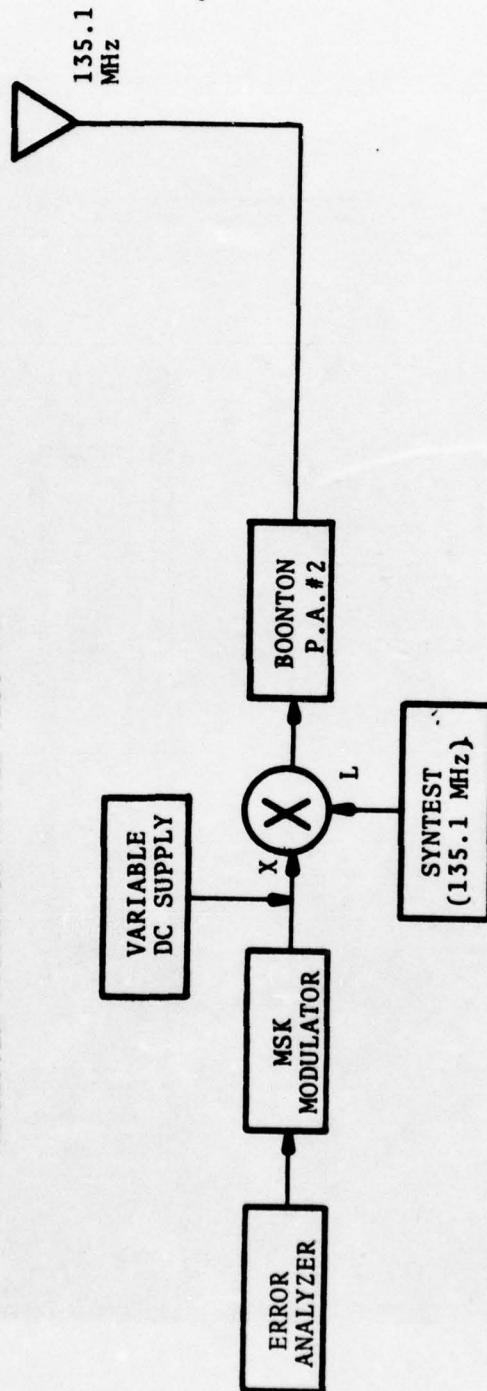 ERROR
ANALYZER
MSK
MODULATOR
VARIABLE
DC SUPPLY
X
L
SYNTEST
(135.1 MHz)
BOONTON
P.A.#2
135.1
MHz